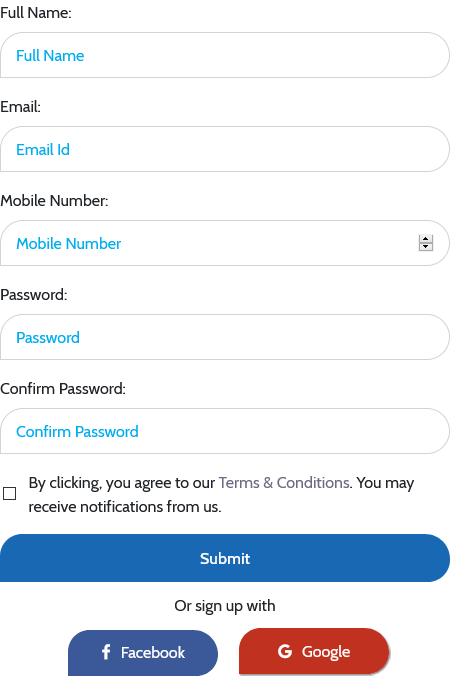 Full Name:
Full Name
Email:
Email Id
Mobile Number:
Mobile Number
Password:
Password
Confirm Password:
Confirm Password
By clicking, you agree to our Terms & Conditions. You may
receive notifications from us.
Submit
Or sign up with
Facebook
Google